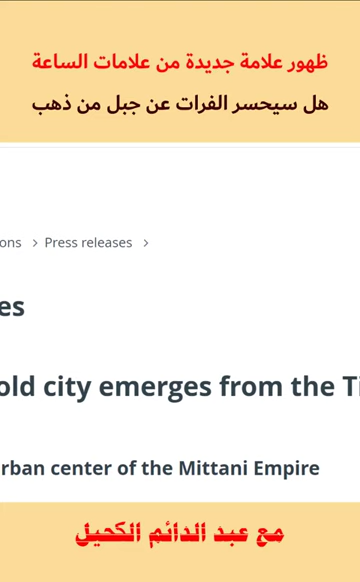 ظهور علامة جديدة من علامات الساعة
هل سيحسر الفرات عن جبل من ذهب
ons > Press releases >
es
old city emerges from the Ti
rban center of the Mittani Empire
مع عبد الدائم الكحيل